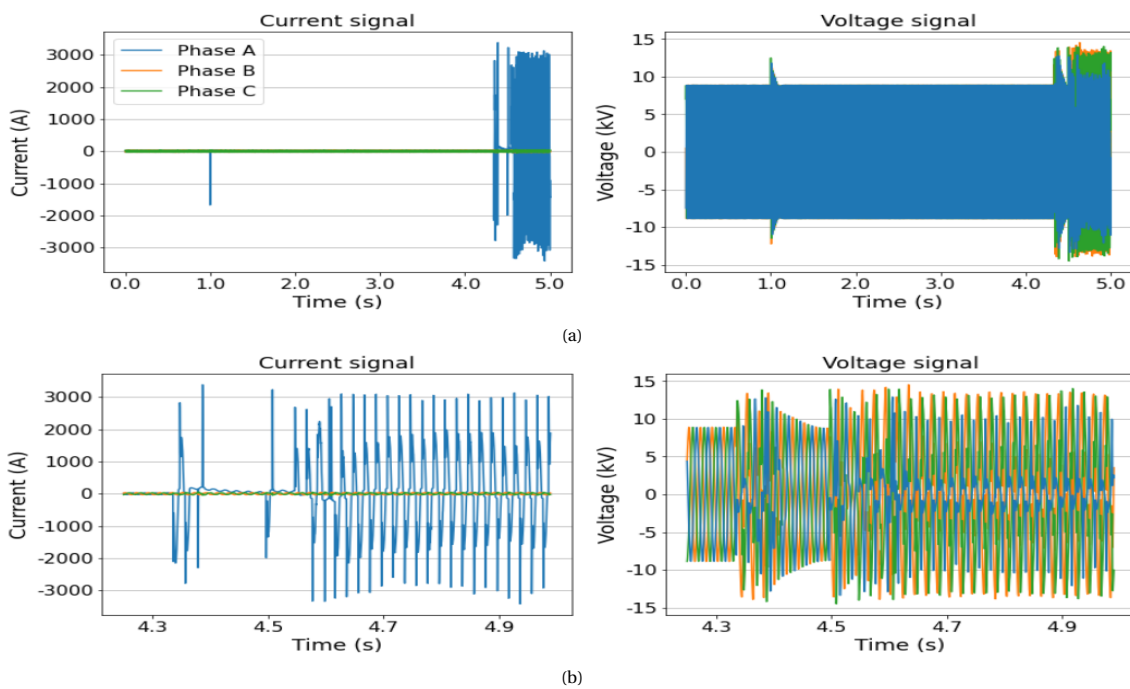 Current signal
Voltage signal
3000
2000
1000
0
-1000
-2000
-3000
Current (A)
Phase A
Phase B
Phase C
0.0 1.0 2.0 3.0 4.0 5.0
Time (s)
15
10
5
0
-5
-10
-15
Voltage (kV)
0.0 1.0 2.0 3.0 4.0 5.0
Time (s)
(a)
Current signal
Voltage signal
3000
2000
1000
0
-1000
-2000
-3000
Current (A)
4.3 4.5 4.7 4.9
Time (s)
15
10
5
0
-5
-10
-15
Voltage (kV)
4.3 4.5 4.7 4.9
Time (s)
(b)